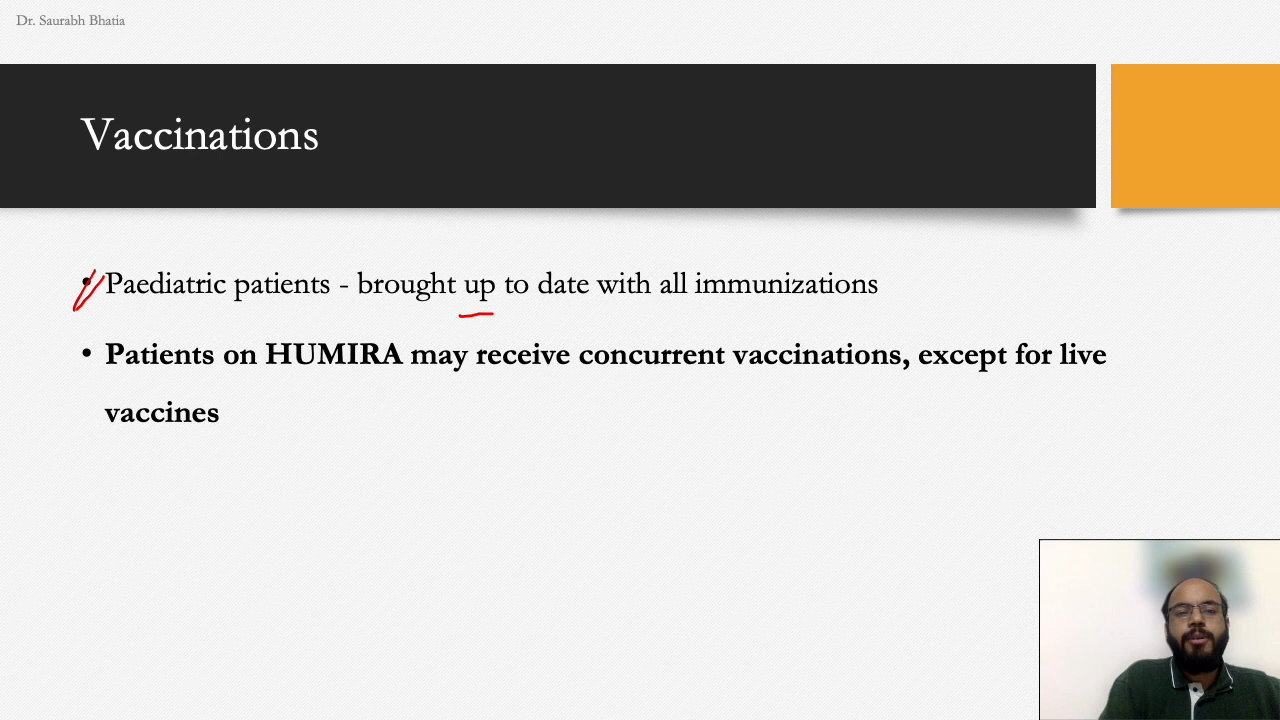 Dr. Saurabh Bhatia
Vaccinations
• Paediatric patients - brought up to date with all immunizations
• Patients on HUMIRA may receive concurrent vaccinations, except for live
vaccines